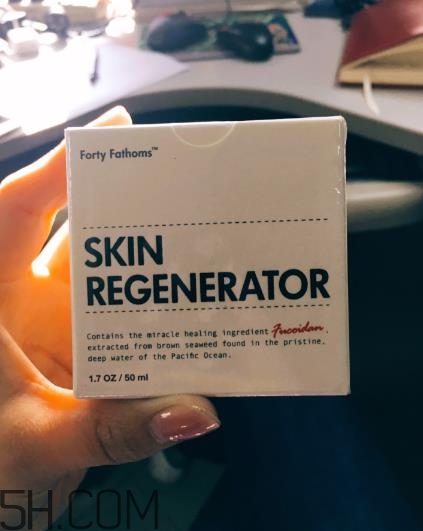 Forty Fathoms™
SKIN
REGENERATOR
Contains the miracle healing ingredient Fucoidan,
extracted from brown seaweed found in the pristine,
deep water of the Pacific Ocean.
1.7 OZ / 50 ml
5H.COM